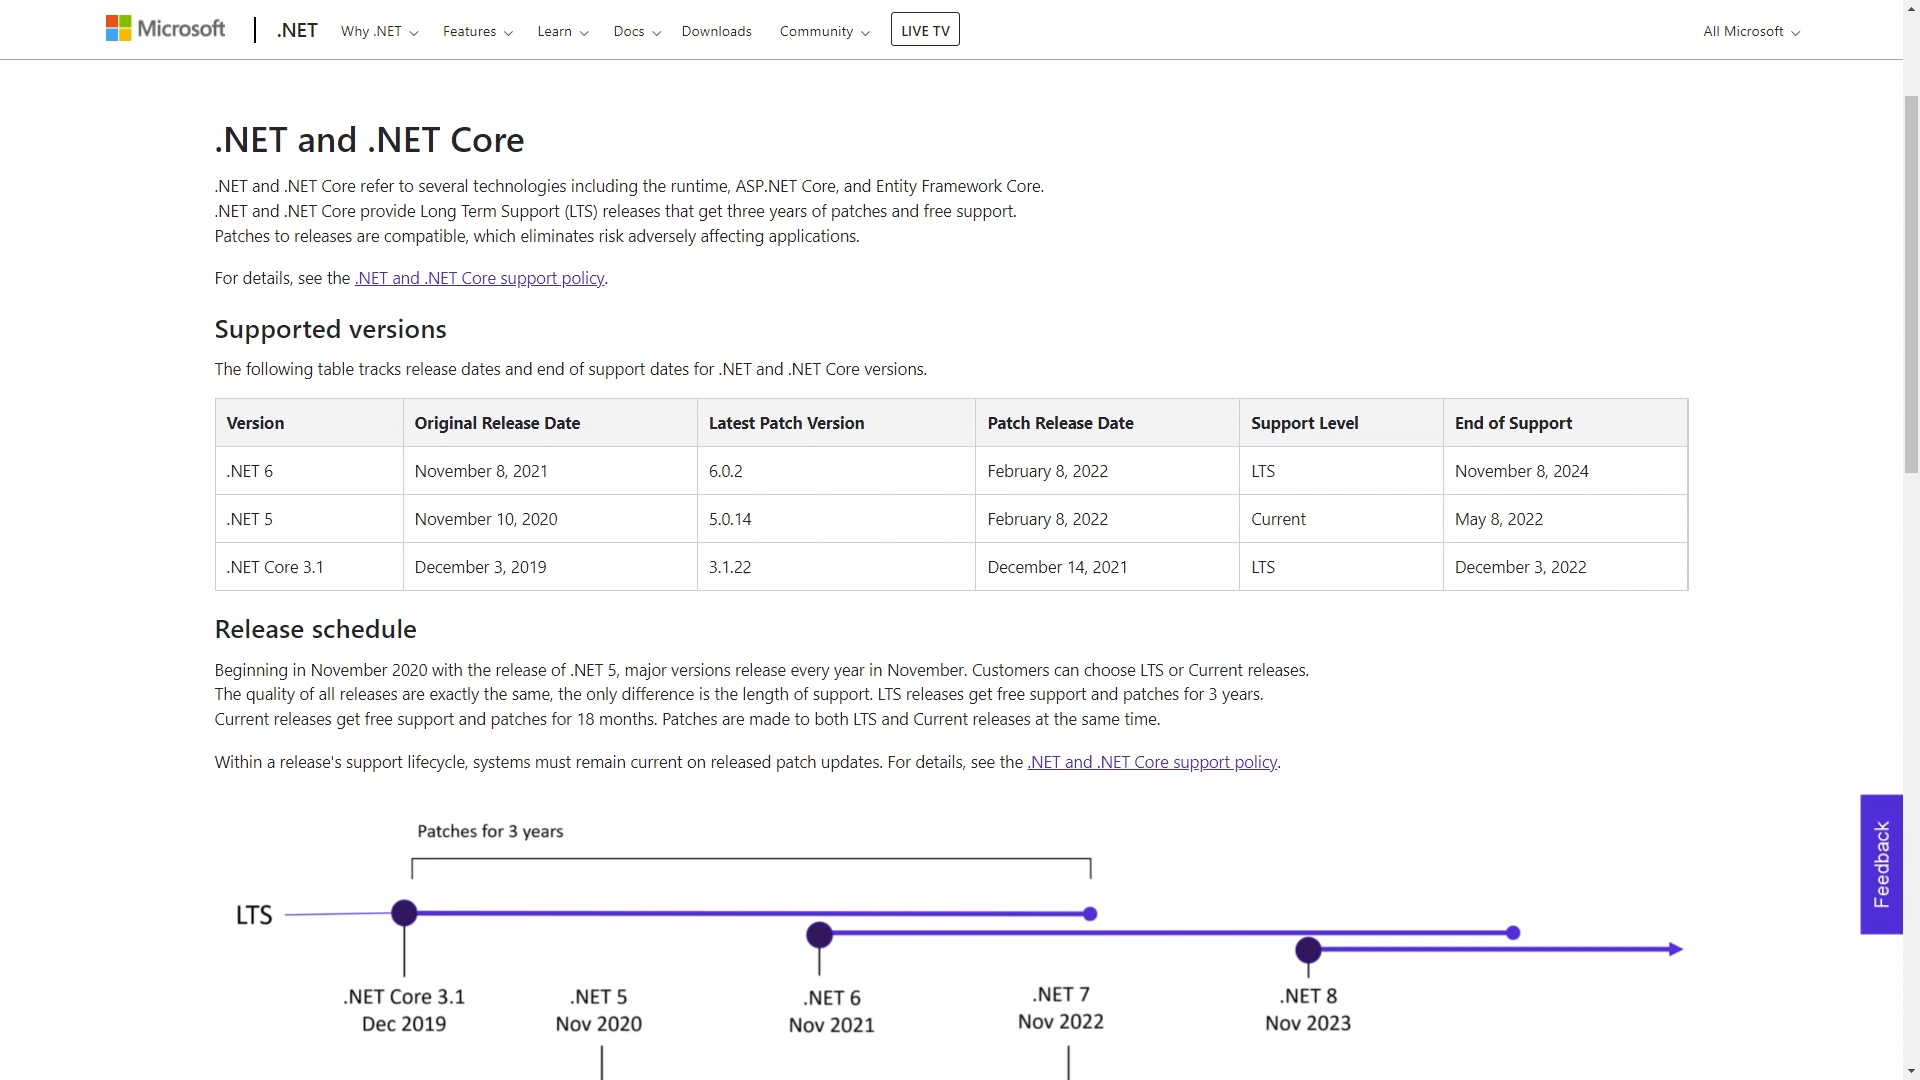 Microsoft | .NET Why .NET Features Learn Docs Downloads Community LIVE TV All Microsoft
.NET and .NET Core
.NET and .NET Core refer to several technologies including the runtime, ASP.NET Core, and Entity Framework Core.
.NET and .NET Core provide Long Term Support (LTS) releases that get three years of patches and free support.
Patches to releases are compatible, which eliminates risk adversely affecting applications.
For details, see the .NET and .NET Core support policy.
Supported versions
The following table tracks release dates and end of support dates for .NET and .NET Core versions.
Version Original Release Date Latest Patch Version Patch Release Date Support Level End of Support
.NET 6 November 8, 2021 6.0.2 February 8, 2022 LTS November 8, 2024
.NET 5 November 10, 2020 5.0.14 February 8, 2022 Current May 8, 2022
.NET Core 3.1 December 3, 2019 3.1.22 December 14, 2021 LTS December 3, 2022
Release schedule
Beginning in November 2020 with the release of .NET 5, major versions release every year in November. Customers can choose LTS or Current releases.
The quality of all releases are exactly the same, the only difference is the length of support. LTS releases get free support and patches for 3 years.
Current releases get free support and patches for 18 months. Patches are made to both LTS and Current releases at the same time.
Within a release's support lifecycle, systems must remain current on released patch updates. For details, see the .NET and .NET Core support policy.
Patches for 3 years
Feedback
LTS
.NET Core 3.1 .NET 5 .NET 6 .NET 7 .NET 8
Dec 2019 Nov 2020 Nov 2021 Nov 2022 Nov 2023